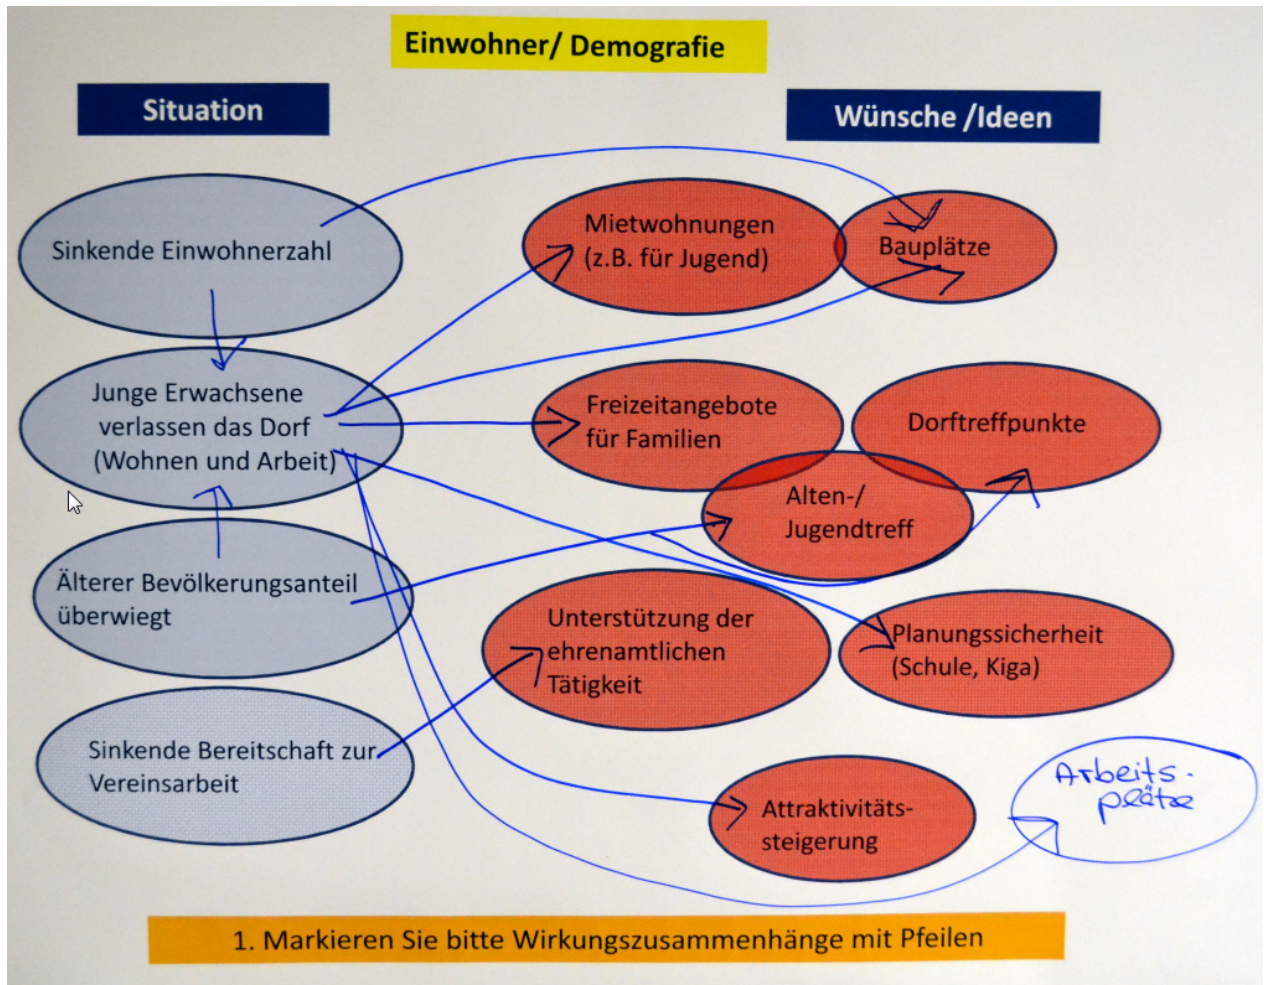 Einwohner/ Demografie
Situation
Wünsche /Ideen
Sinkende Einwohnerzahl
Mietwohnungen
(z.B. für Jugend)
Bauplätze
Junge Erwachsene
verlassen das Dorf
(Wohnen und Arbeit)
Freizeitangebote
für Familien
Dorftreffpunkte
Alten-/
Jugendtreff
Älterer Bevölkerungsanteil
überwiegt
Unterstützung der
ehrenamtlichen
Tätigkeit
Planungssicherheit
(Schule, Kiga)
Sinkende Bereitschaft zur
Vereinsarbeit
Attraktivitäts-
steigerung
Arbeits-
plätze
1. Markieren Sie bitte Wirkungszusammenhänge mit Pfeilen